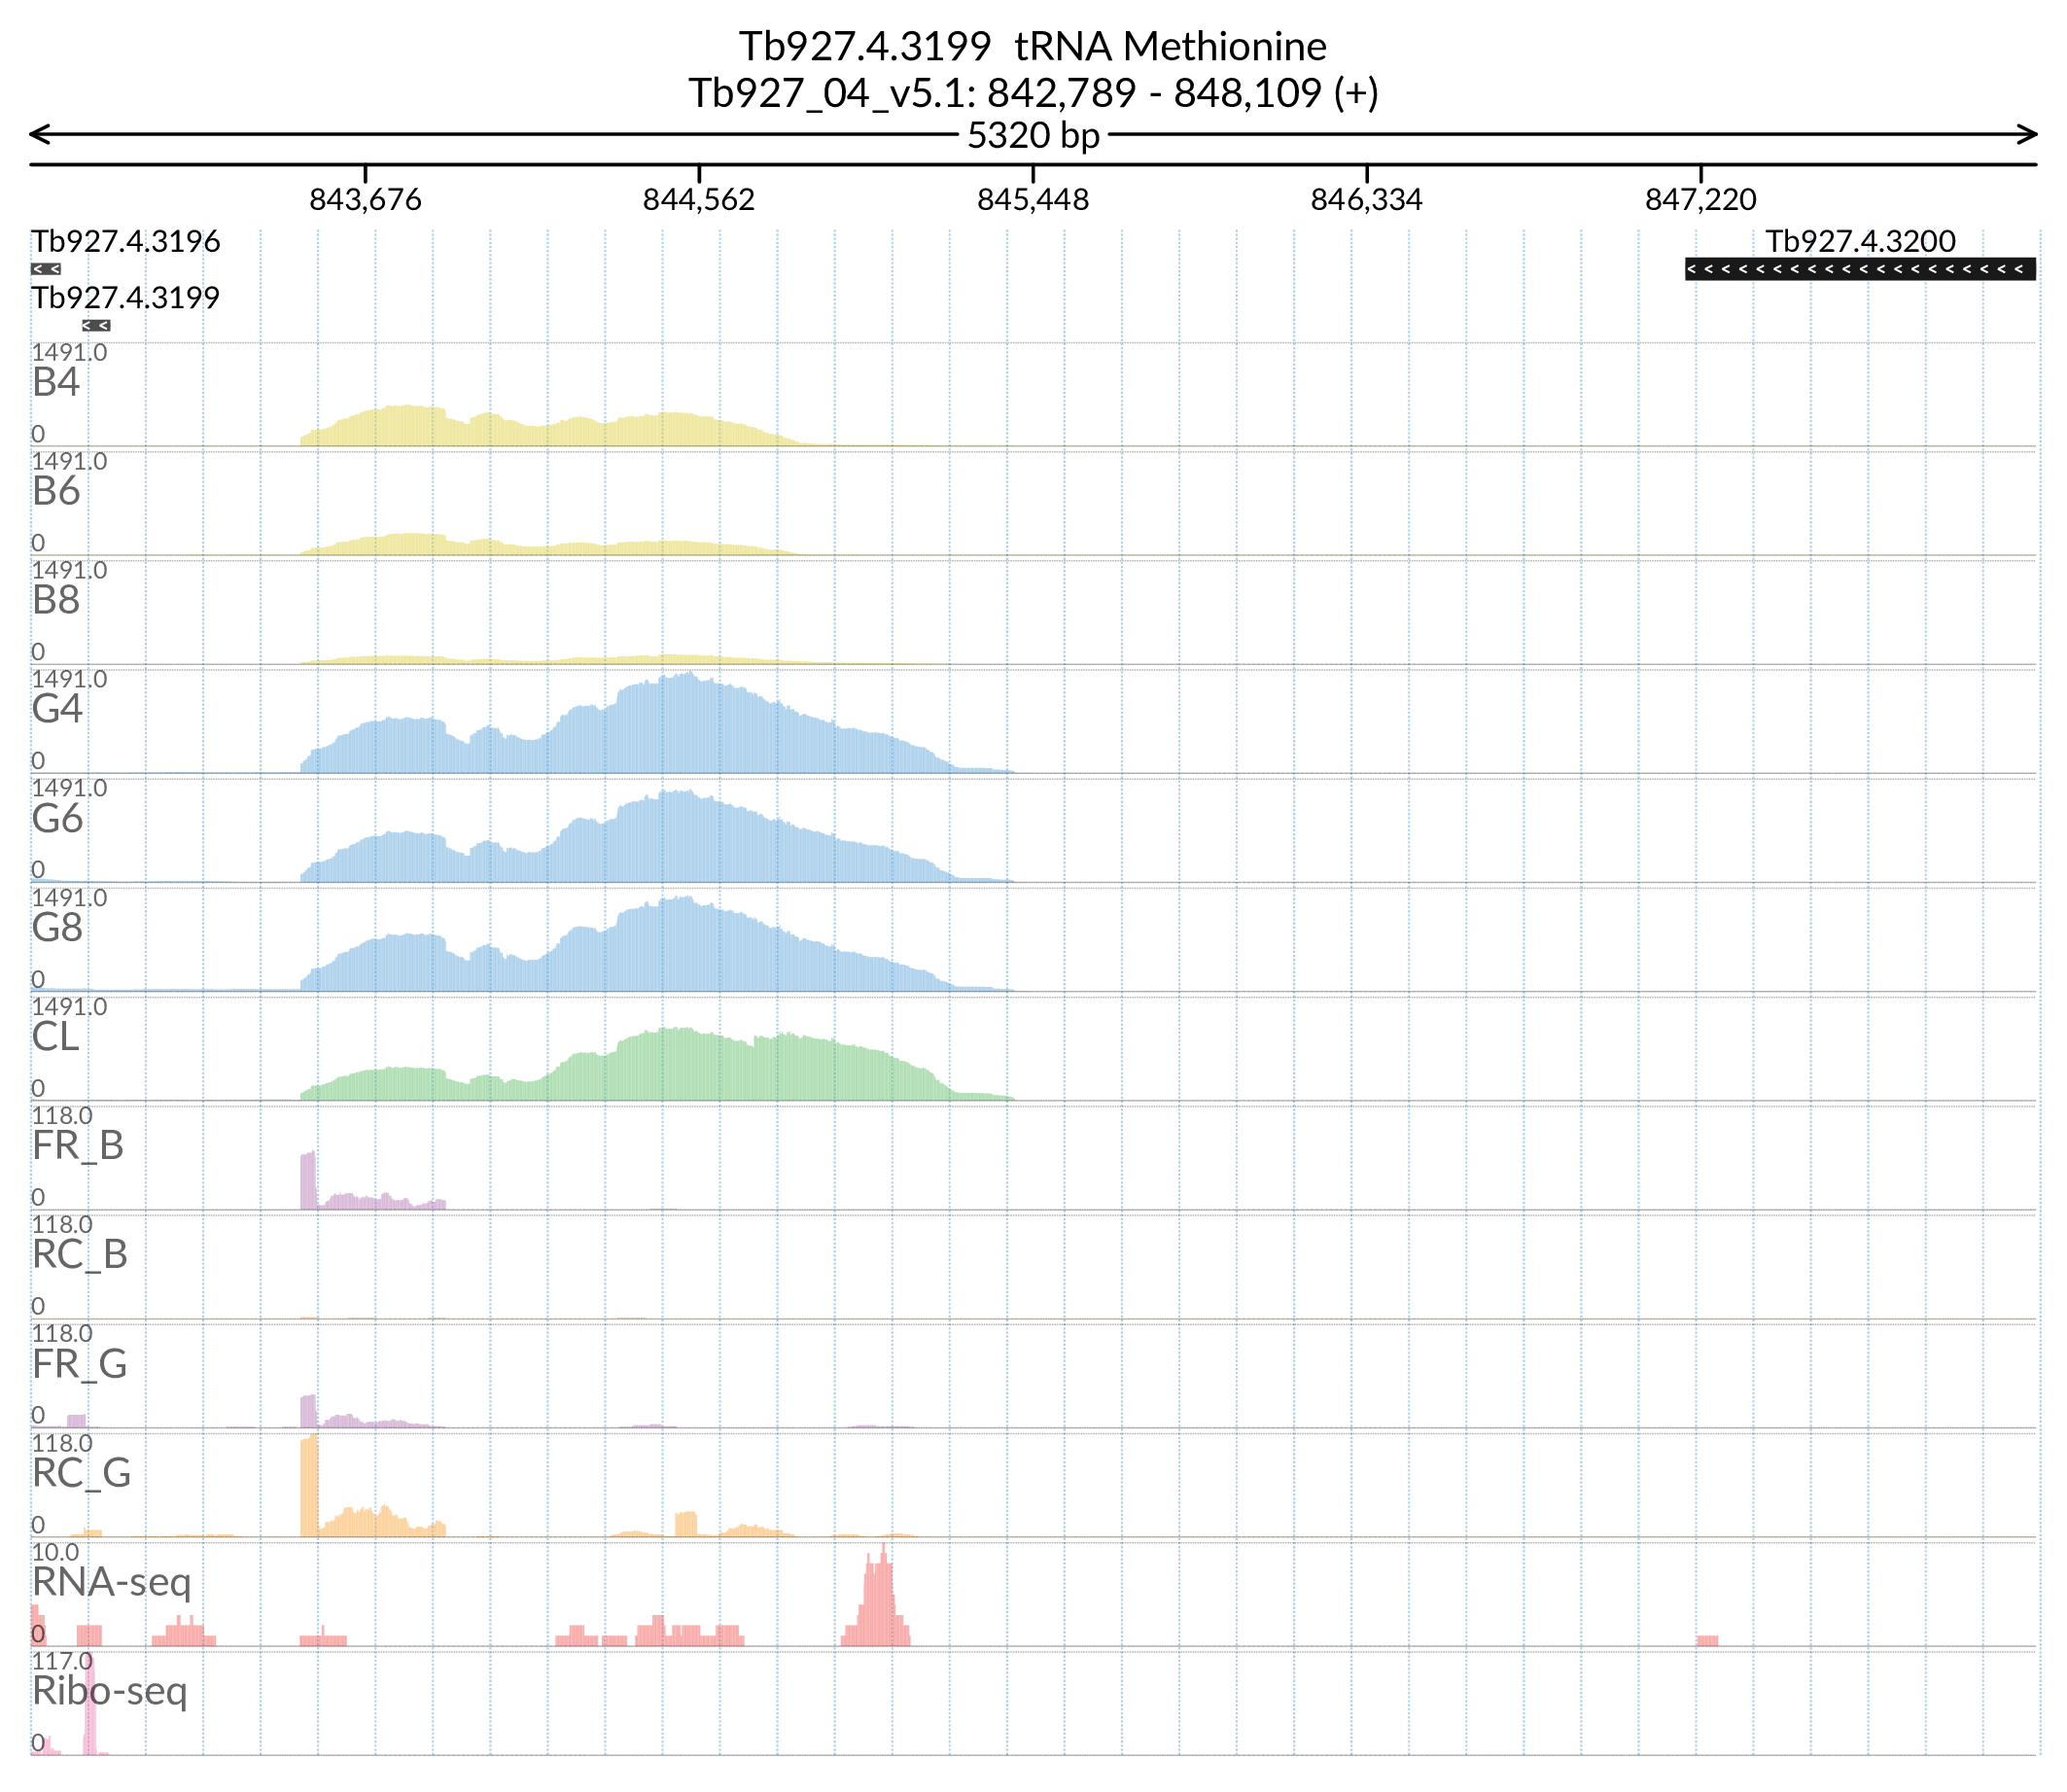 Tb927.4.3199 tRNA Methionine
Tb927_04_v5.1: 842,789 - 848,109 (+)
5320 bp
843,676 844,562 845,448 846,334 847,220
Tb927.4.3196 Tb927.4.3200
Tb927.4.3199
1491.0
B4
0
1491.0
B6
0
1491.0
B8
0
1491.0
G4
0
1491.0
G6
0
1491.0
G8
0
1491.0
CL
0
118.0
FR_B
0
118.0
RC_B
0
118.0
FR_G
0
118.0
RC_G
0
10.0
RNA-seq
0
117.0
Ribo-seq
0